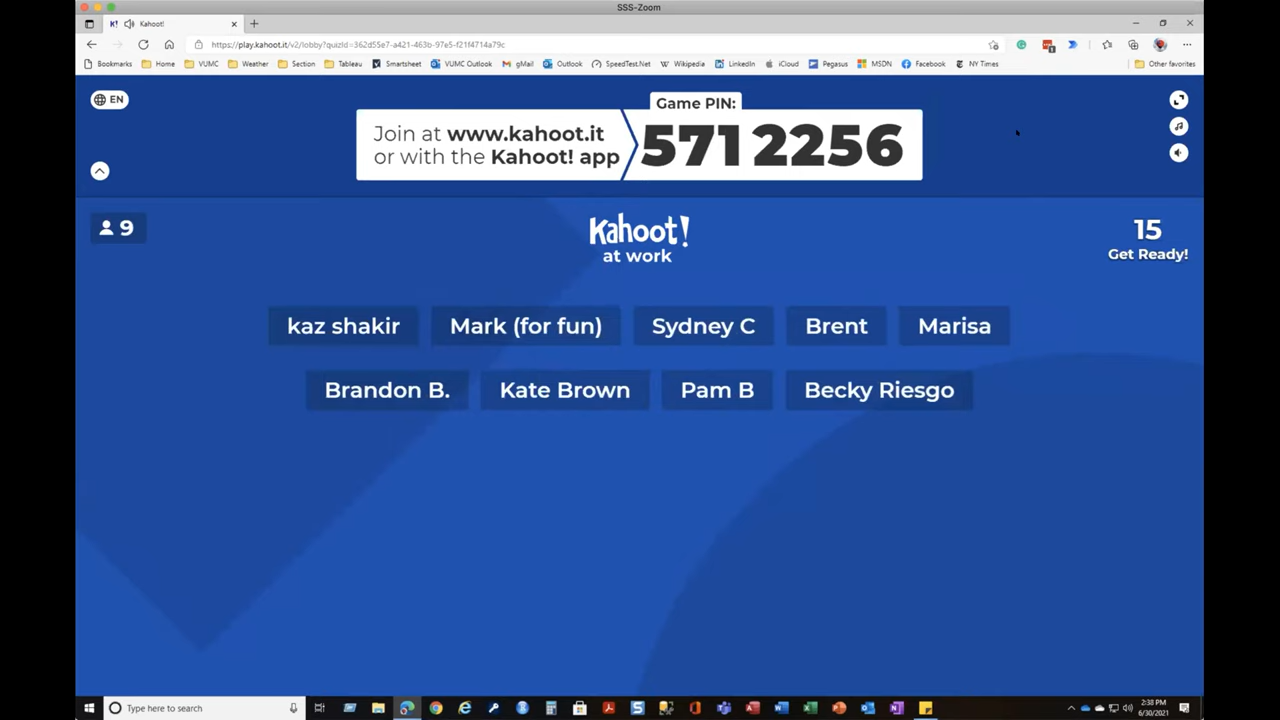 SSS-Zoom
Kahoot!
https://play.kahoot.it/v2/lobby?quizId=362d55e7-a421-463b-97e5-f21f4714a79c
Bookmarks Home VUMC Weather Section Tableau Smartsheet VUMC Outlook gMail Outlook SpeedTest.Net Wikipedia LinkedIn iCloud Pegasus MSDN Facebook NY Times Other favorites
EN
Game PIN:
Join at www.kahoot.it
or with the Kahoot! app
571 2256
9
Kahoot!
at work
15
Get Ready!
kaz shakir Mark (for fun) Sydney C Brent Marisa
Brandon B. Kate Brown Pam B Becky Riesgo
Type here to search
2:38 PM
6/30/2021